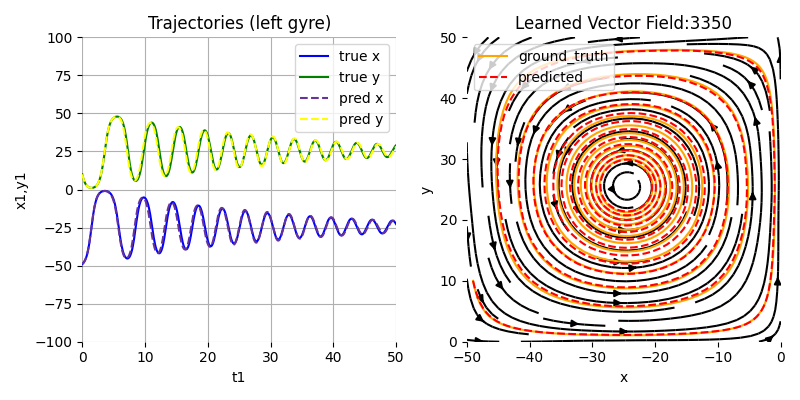 Trajectories (left gyre)
100
75
50
25
0
−25
−50
−75
−100
x1,y1
0
10
20
30
40
50
t1
true x
true y
pred x
pred y
Learned Vector Field:3350
50
40
30
20
10
0
y
−50
−40
−30
−20
−10
0
x
ground_truth
predicted